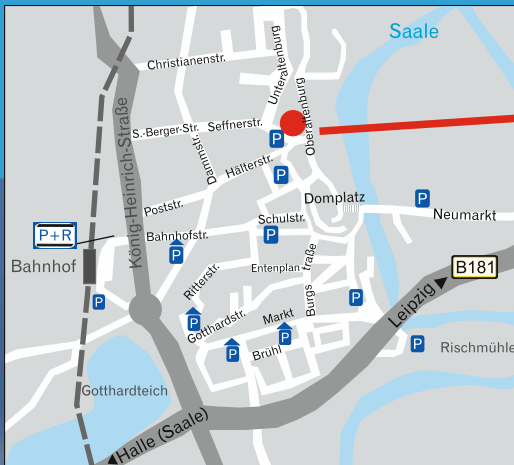 Saale
Christianenstr.
Unteraltenburg
Oberaltenburg
König-Heinrich-Straße
S.-Berger-Str.
Seffnerstr.
P
Dammstr.
Hälterstr.
P
Domplatz
P
Neumarkt
Poststr.
Schulstr.
P+R
Bahnhofstr.
P
P
Bahnhof
Entenplan
Burgstraße
B181
Ritterstr.
P
P
Leipzig
P
Gotthardstr.
Markt
P
P
Brühl
P
Rischmühle
Gotthardteich
Halle (Saale)